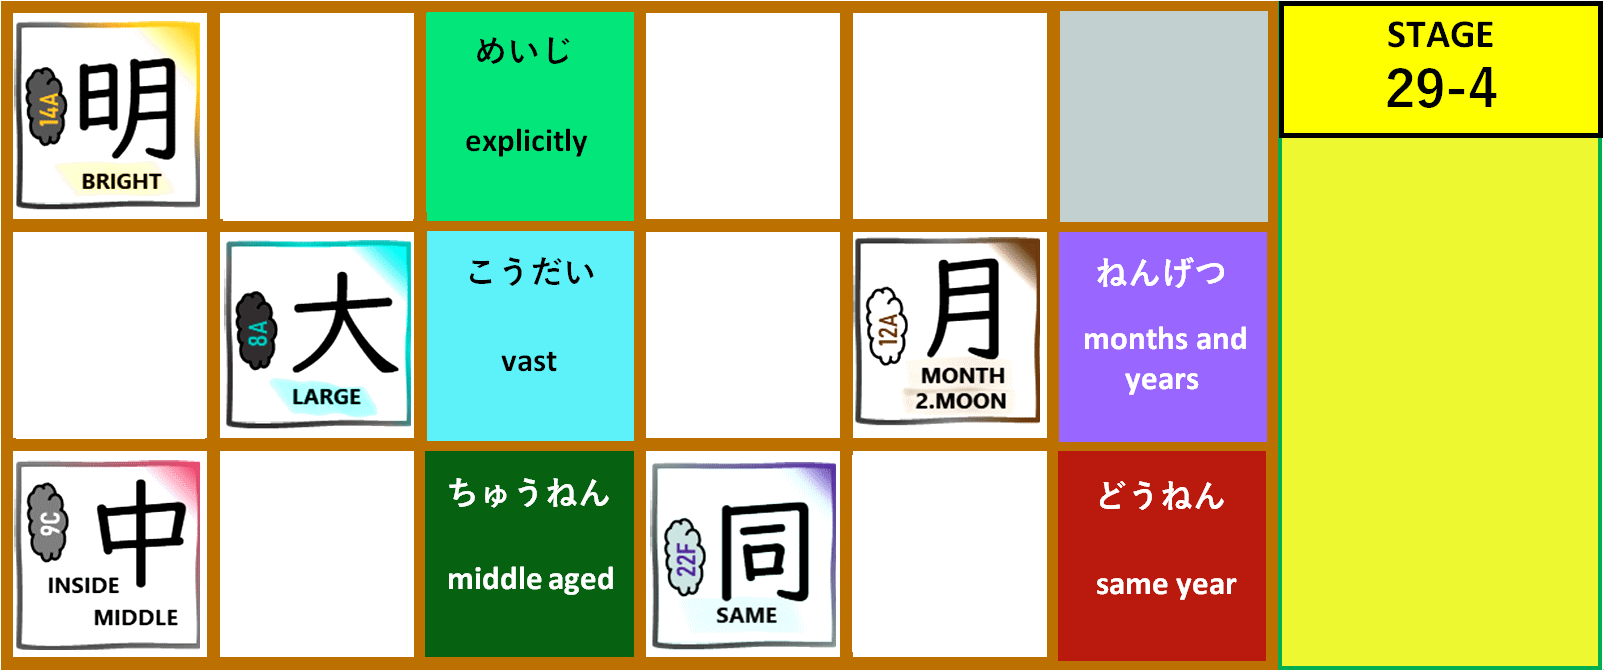 14A
明
BRIGHT
めいじ
explicitly
STAGE
29-4
8A
大
LARGE
こうだい
vast
12A
月
MONTH
2.MOON
ねんげつ
months and
years
9C
中
INSIDE
MIDDLE
ちゅうねん
middle aged
22F
同
SAME
どうねん
same year